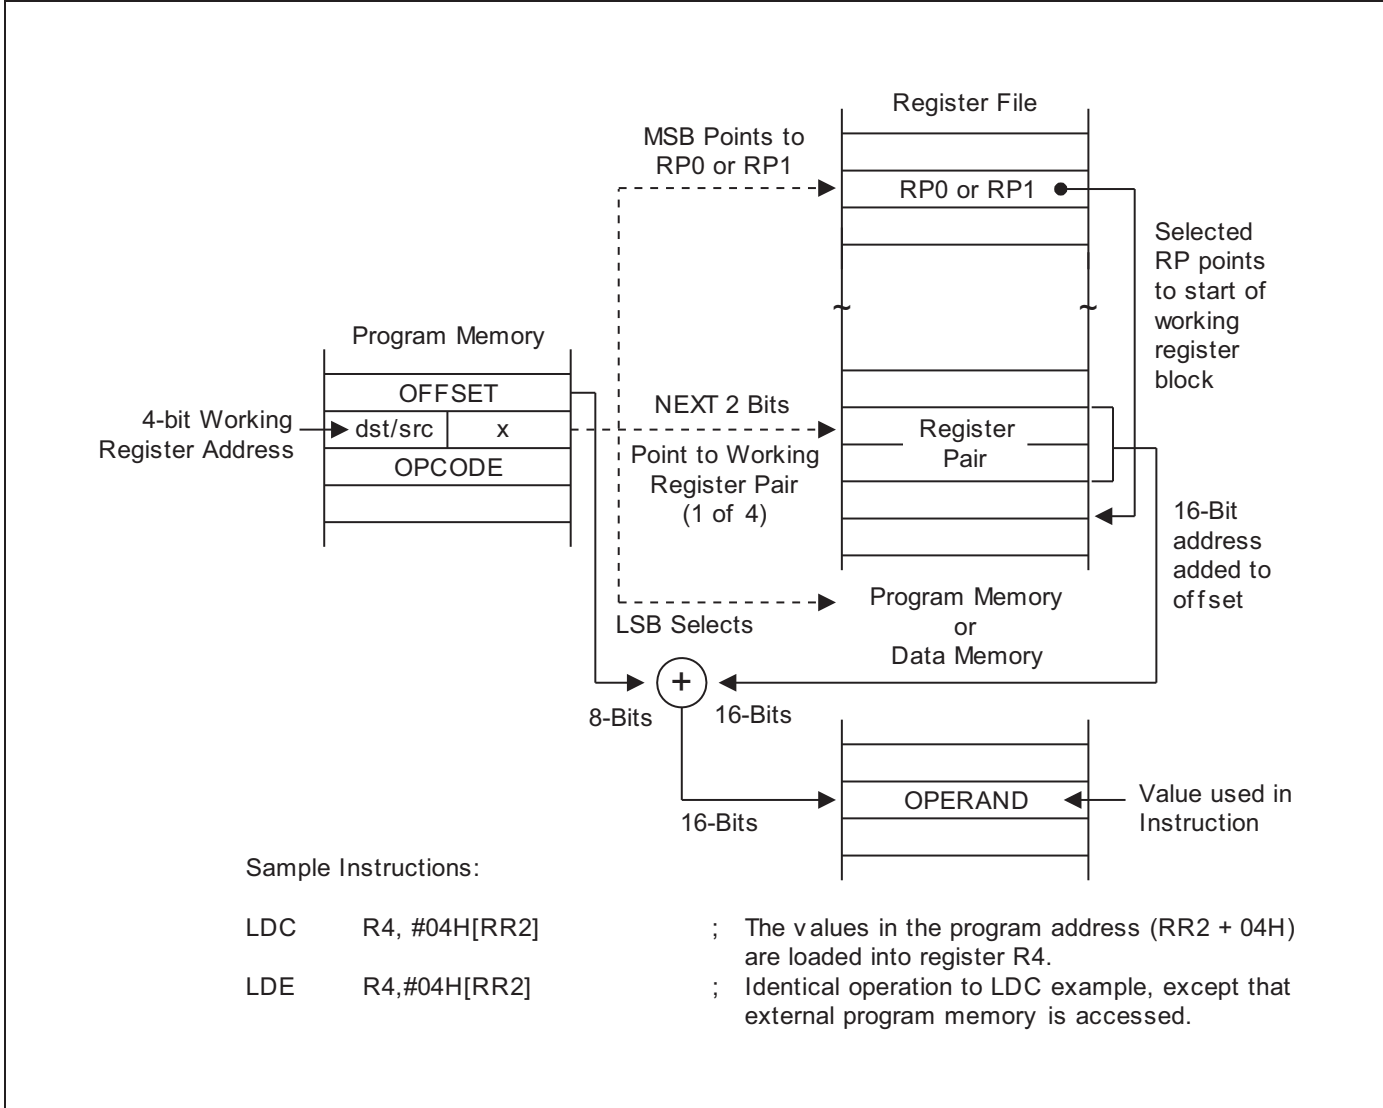 Register File
MSB Points to
RP0 or RP1
RP0 or RP1
Selected
RP points
to start of
working
register
block
Program Memory
OFFSET
4-bit Working
Register Address
dst/src
x
OPCODE
NEXT 2 Bits
Point to Working
Register Pair
(1 of 4)
Register
Pair
16-Bit
address
added to
offset
LSB Selects
Program Memory
or
Data Memory
+
8-Bits
16-Bits
16-Bits
OPERAND
Value used in
Instruction
~
~
Sample Instructions:
LDC R4, #04H[RR2] ; The values in the program address (RR2 + 04H)
are loaded into register R4.
LDE R4,#04H[RR2] ; Identical operation to LDC example, except that
external program memory is accessed.